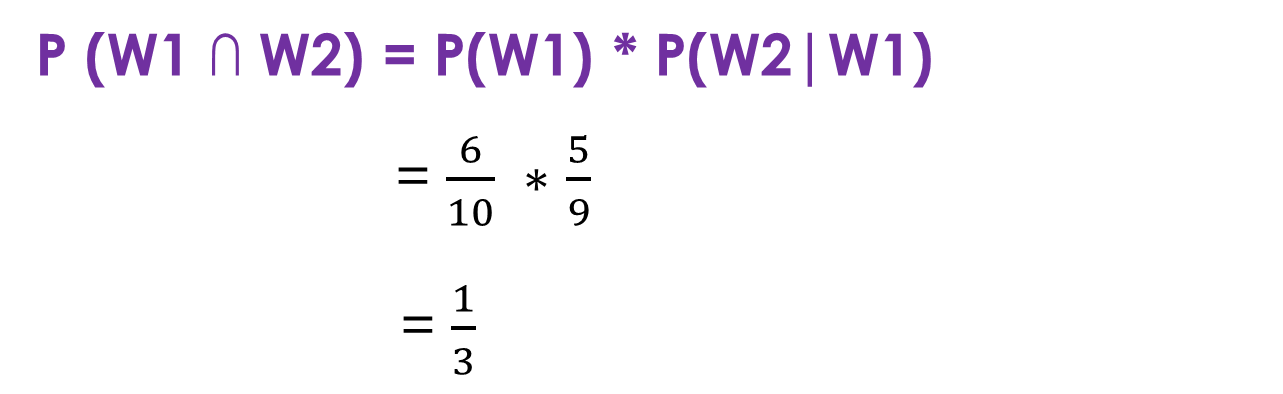 P (W1 ∩ W2) = P(W1) * P(W2|W1)
= 6/10 * 5/9
= 1/3